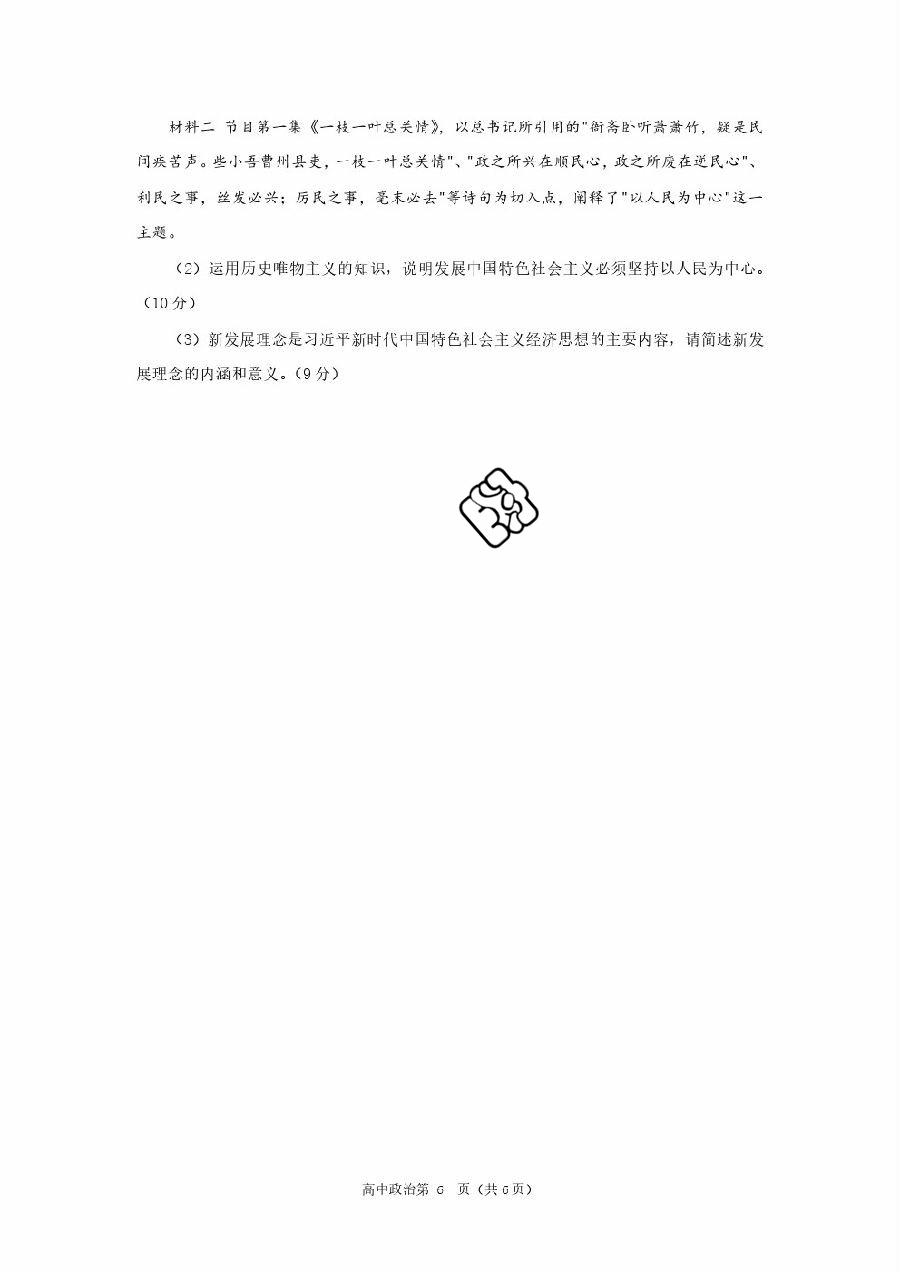 材料二 节目第一集《一枝一叶总关情》，以总书记所引用的"衙斋卧听萧萧竹，疑是民
间疾苦声。些小吾曹州县吏，一枝一叶总关情"、"政之所兴在顺民心，政之所废在逆民心"、
利民之事，丝发必兴；厉民之事，毫末必去"等诗句为切入点，阐释了"以人民为中心"这一
主题。
（2）运用历史唯物主义的知识，说明发展中国特色社会主义必须坚持以人民为中心。
（10 分）
（3）新发展理念是习近平新时代中国特色社会主义经济思想的主要内容，请简述新发
展理念的内涵和意义。（9 分）
高中政治第 6 页（共 6 页）